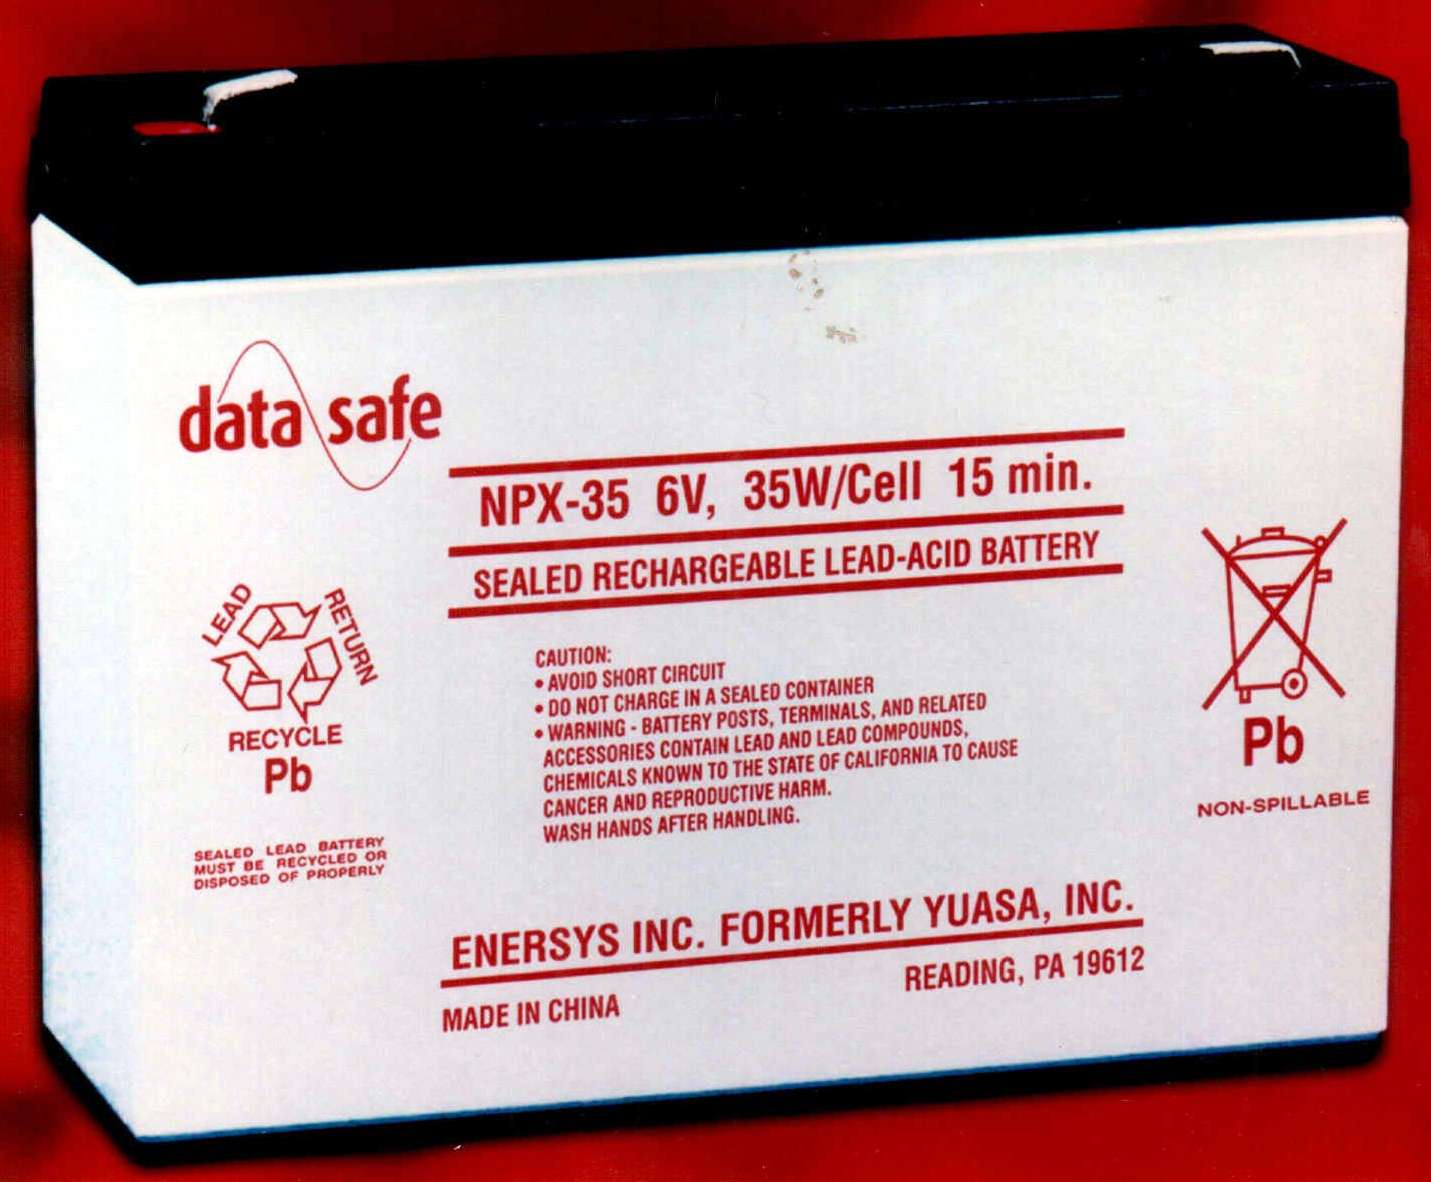 data safe
NPX-35 6V, 35W/Cell 15 min.
SEALED RECHARGEABLE LEAD-ACID BATTERY
LEAD
RETURN
RECYCLE
Pb
SEALED LEAD BATTERY
MUST BE RECYCLED OR
DISPOSED OF PROPERLY
CAUTION:
• AVOID SHORT CIRCUIT
• DO NOT CHARGE IN A SEALED CONTAINER
• WARNING - BATTERY POSTS, TERMINALS, AND RELATED
ACCESSORIES CONTAIN LEAD AND LEAD COMPOUNDS,
CHEMICALS KNOWN TO THE STATE OF CALIFORNIA TO CAUSE
CANCER AND REPRODUCTIVE HARM.
WASH HANDS AFTER HANDLING.
Pb
NON-SPILLABLE
ENERSYS INC. FORMERLY YUASA, INC.
READING, PA 19612
MADE IN CHINA